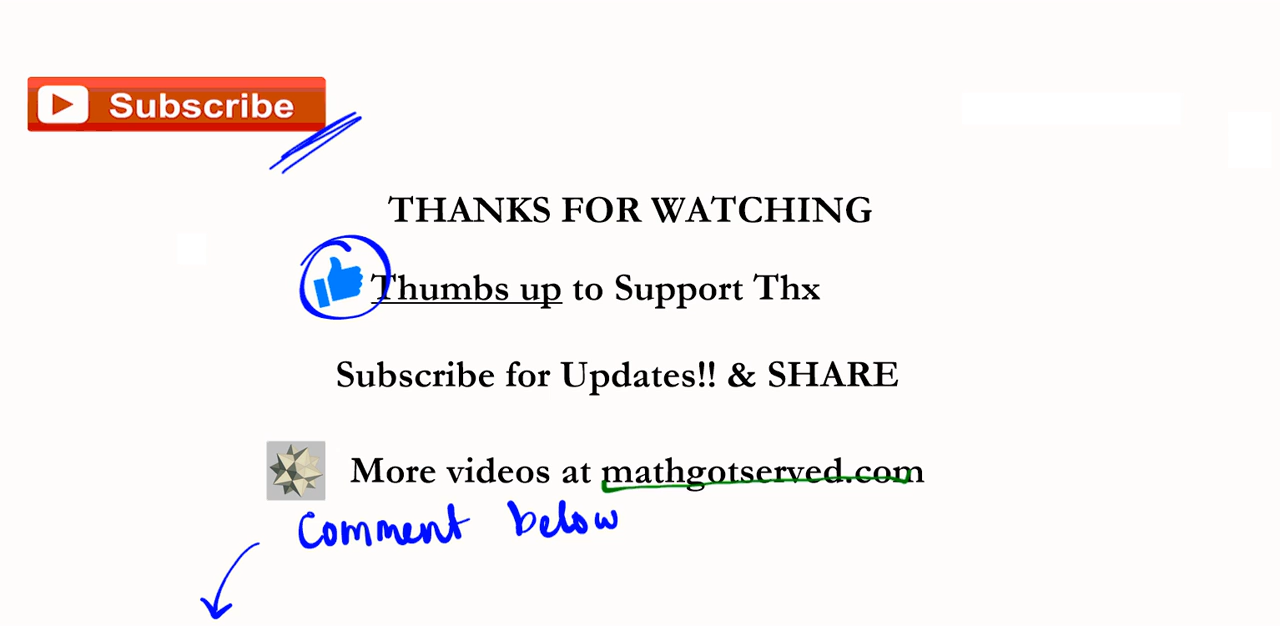 Subscribe
THANKS FOR WATCHING
Thumbs up to Support Thx
Subscribe for Updates!! & SHARE
More videos at mathgotserved.com
Comment below